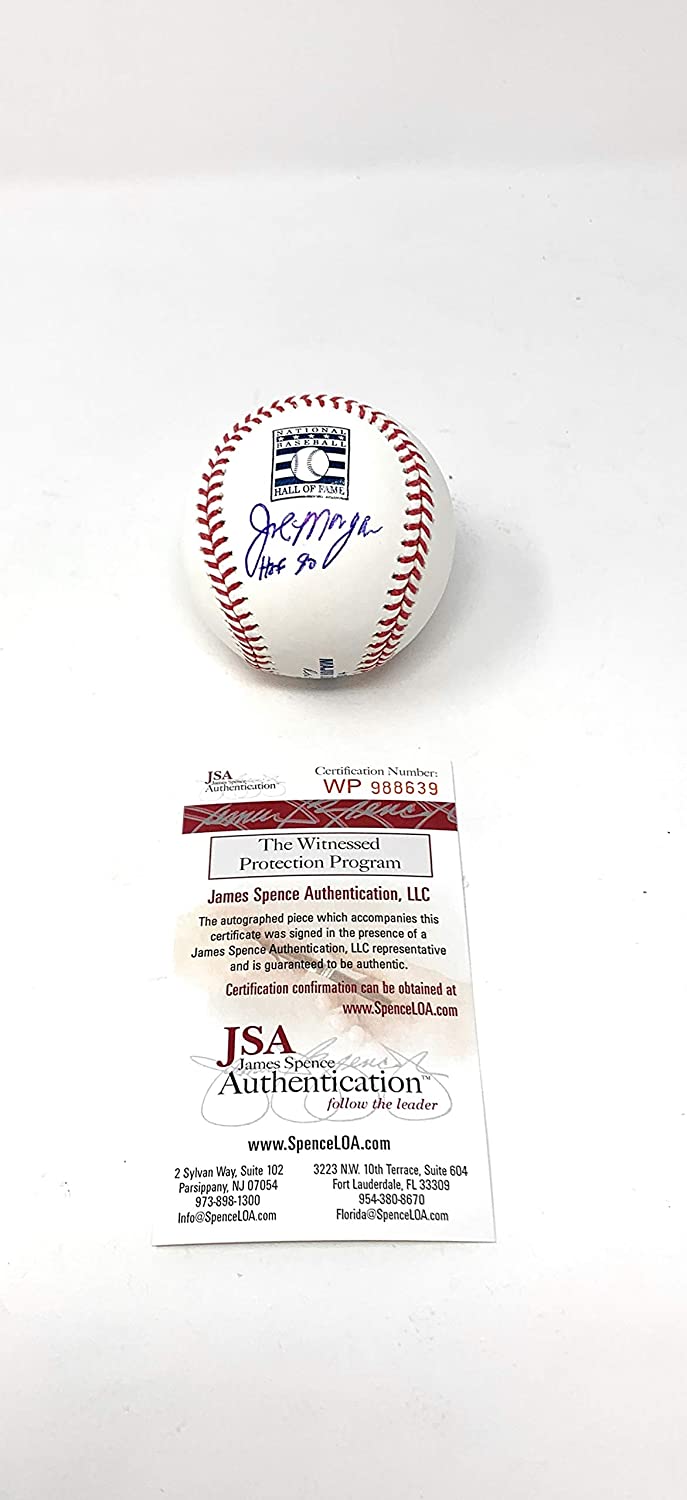 NATIONAL
BASEBALL
HALL OF FAME
Joe Morgan
HOF 90
JSA
James Spence
Authentication
Certification Number:
WP 988639
The Witnessed
Protection Program
James Spence Authentication, LLC
The autographed piece which accompanies this
certificate was signed in the presence of a
James Spence Authentication, LLC representative
and is guaranteed to be authentic.
Certification confirmation can be obtained at
www.SpenceLOA.com
JSA
James Spence
Authentication™
follow the leader
www.SpenceLOA.com
2 Sylvan Way, Suite 102
Parsippany, NJ 07054
973-898-1300
Info@SpenceLOA.com
3223 N.W. 10th Terrace, Suite 604
Fort Lauderdale, FL 33309
954-380-8670
Florida@SpenceLOA.com